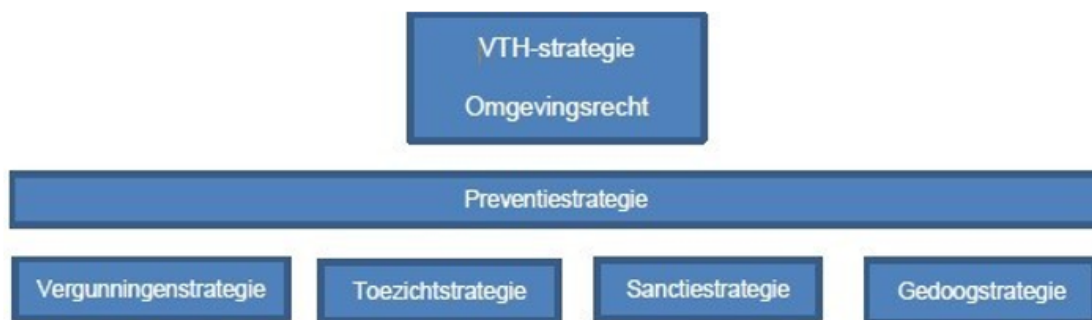 VTH-strategie
Omgevingsrecht
Preventiestrategie
Vergunningenstrategie
Toezichtstrategie
Sanctiestrategie
Gedoogstrategie